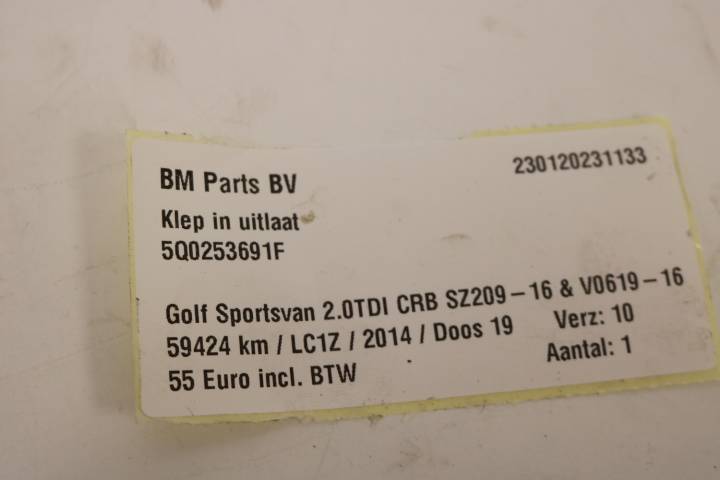 BM Parts BV
230120231133
Klep in uitlaat
5Q0253691F
Golf Sportsvan 2.0TDI CRB SZ209-16 & V0619-16
59424 km / LC1Z / 2014 / Doos 19 Verz: 10
55 Euro incl. BTW Aantal: 1